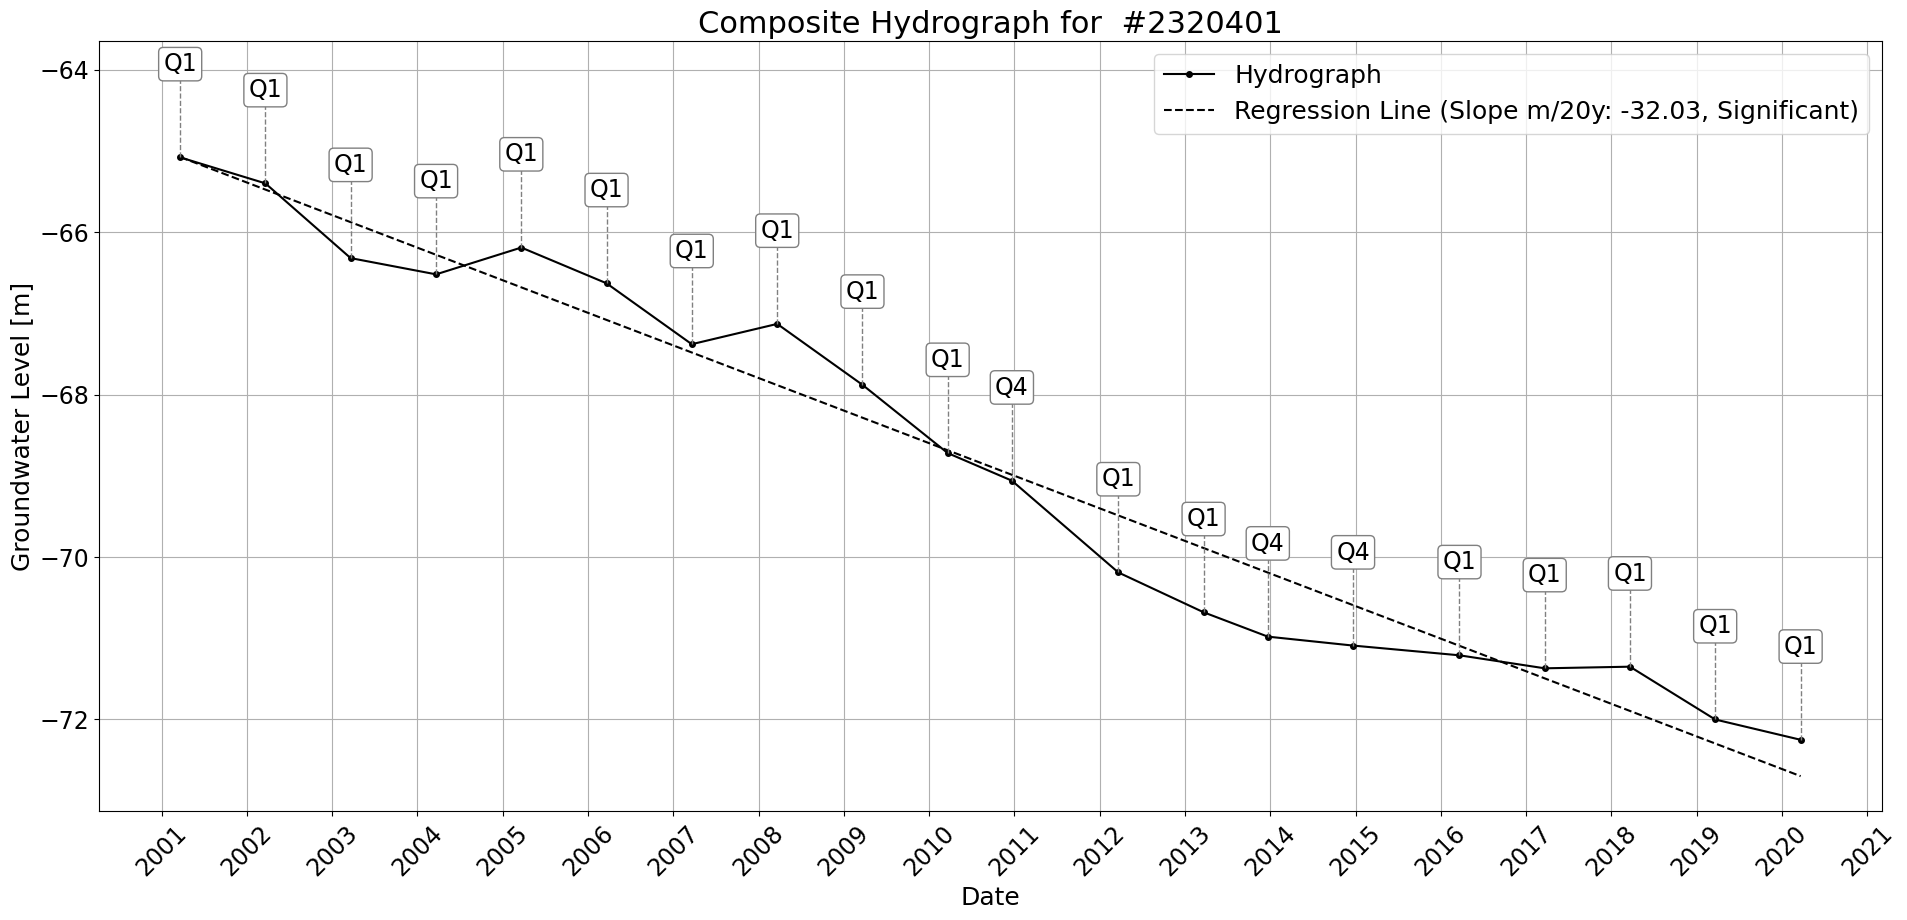 Composite Hydrograph for #2320401
Hydrograph
Regression Line (Slope m/20y: -32.03, Significant)
Groundwater Level [m]
−64
−66
−68
−70
−72
Q1
Q1
Q1
Q1
Q1
Q1
Q1
Q1
Q1
Q1
Q4
Q1
Q1
Q4
Q4
Q1
Q1
Q1
Q1
Q1
2001
2002
2003
2004
2005
2006
2007
2008
2009
2010
2011
2012
2013
2014
2015
2016
2017
2018
2019
2020
2021
Date